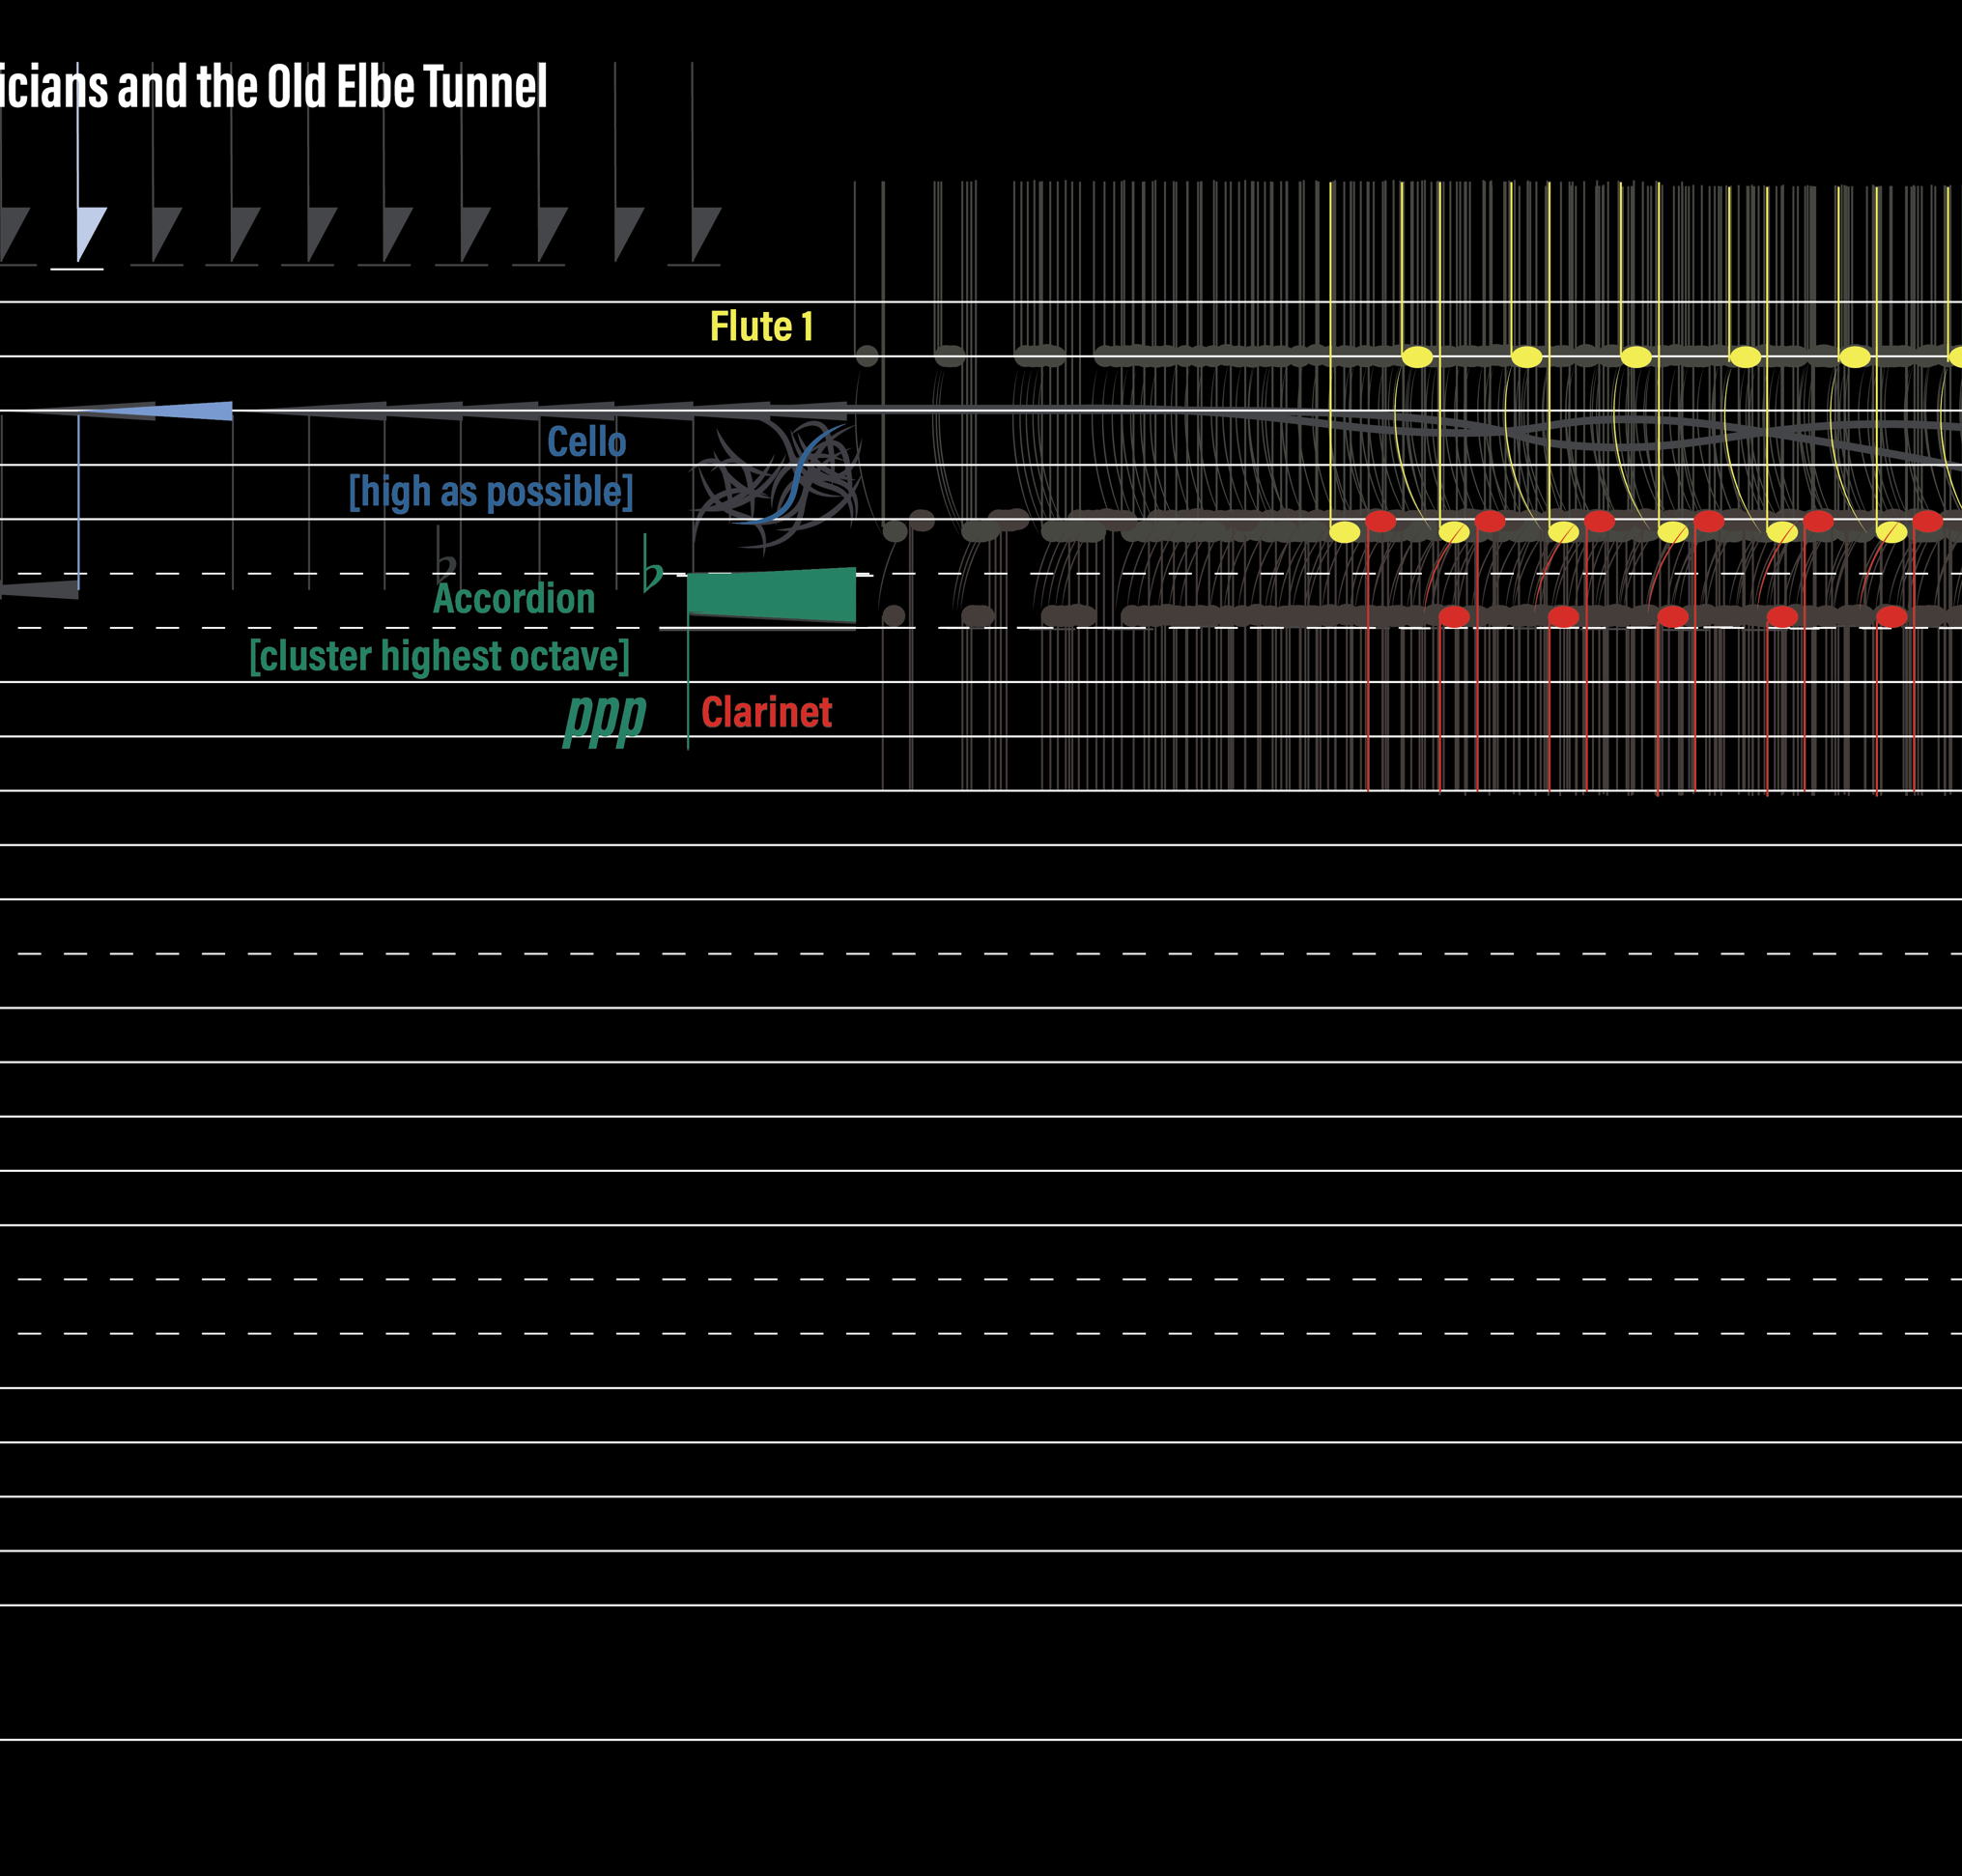 icians and the Old Elbe Tunnel
Flute 1
Cello
[high as possible]
Accordion
[cluster highest octave]
ppp
Clarinet